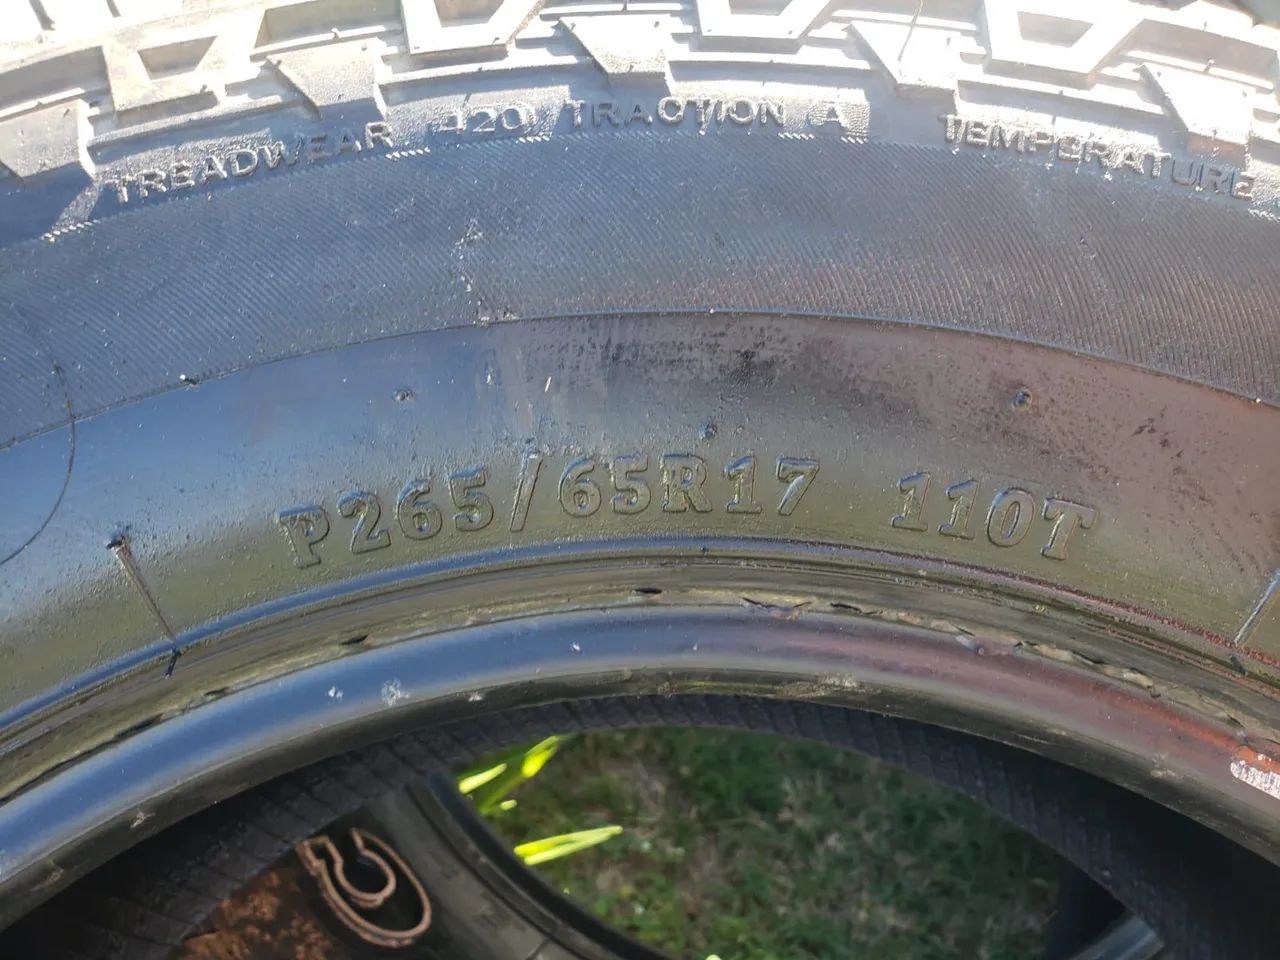 TREADWEAR 420 TRACTION A TEMPERATURE
P265/65R17 110T